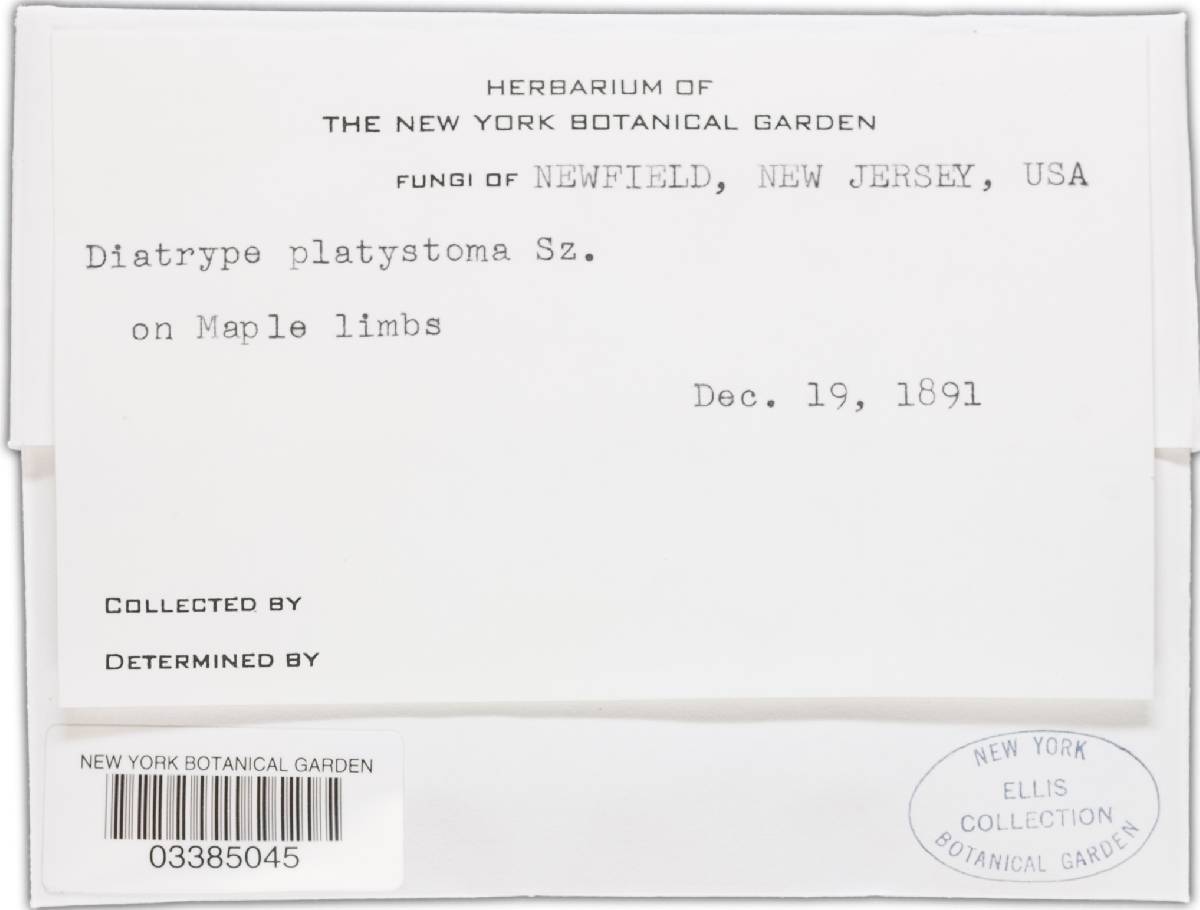 HERBARIUM OF
THE NEW YORK BOTANICAL GARDEN
FUNGI OF NEWFIELD, NEW JERSEY, USA
Diatrype platystoma Sz.
on Maple limbs
Dec. 19, 1891
COLLECTED BY
DETERMINED BY
NEW YORK BOTANICAL GARDEN
03385045
NEW YORK
ELLIS
COLLECTION
BOTANICAL GARDEN